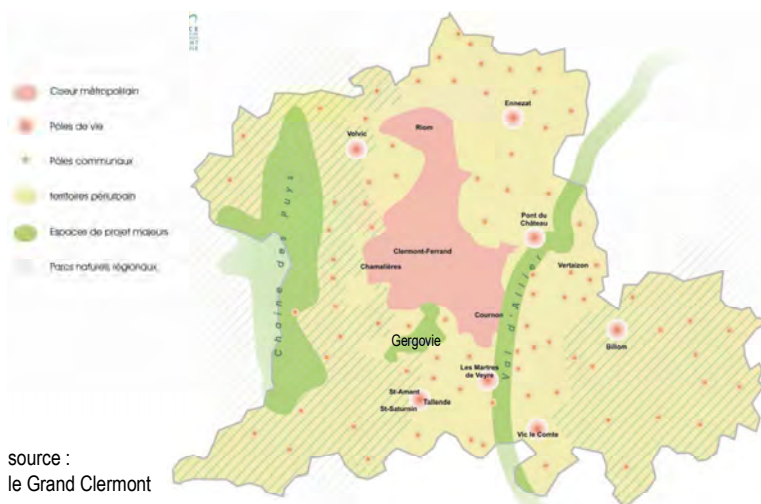 Coeur métropolitain
Pôles de vie
Pôles communaux
territoires périurbain
Espaces de projet majeurs
Parcs naturels régionaux
Ennezat
Riom
Volvic
Pont du
Château
Chaîne des puys
Clermont-Ferrand
Chamalières
Vertaizon
Val d'Allier
Cournon
Gergovie
Billom
Les Martres
de Veyre
St-Amant
Tallende
St-Saturnin
Vic le Comte
source :
le Grand Clermont